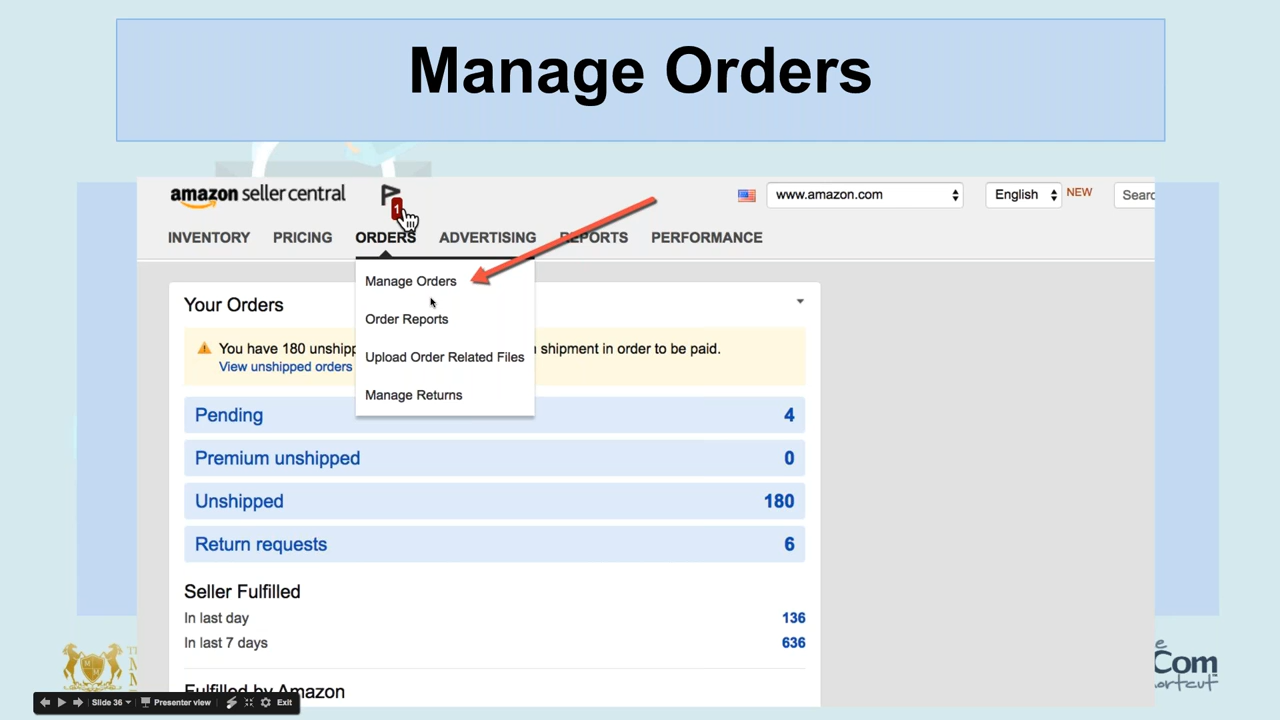 Manage Orders
amazon seller central
1
www.amazon.com
English
NEW
Searc
INVENTORY PRICING ORDERS ADVERTISING REPORTS PERFORMANCE
Manage Orders
Order Reports
Upload Order Related Files
Manage Returns
Your Orders
You have 180 unshipp shipment in order to be paid.
View unshipped orders
Pending 4
Premium unshipped 0
Unshipped 180
Return requests 6
Seller Fulfilled
In last day 136
In last 7 days 636
Fulfilled by Amazon
Com
Slide 36 Presenter view Exit